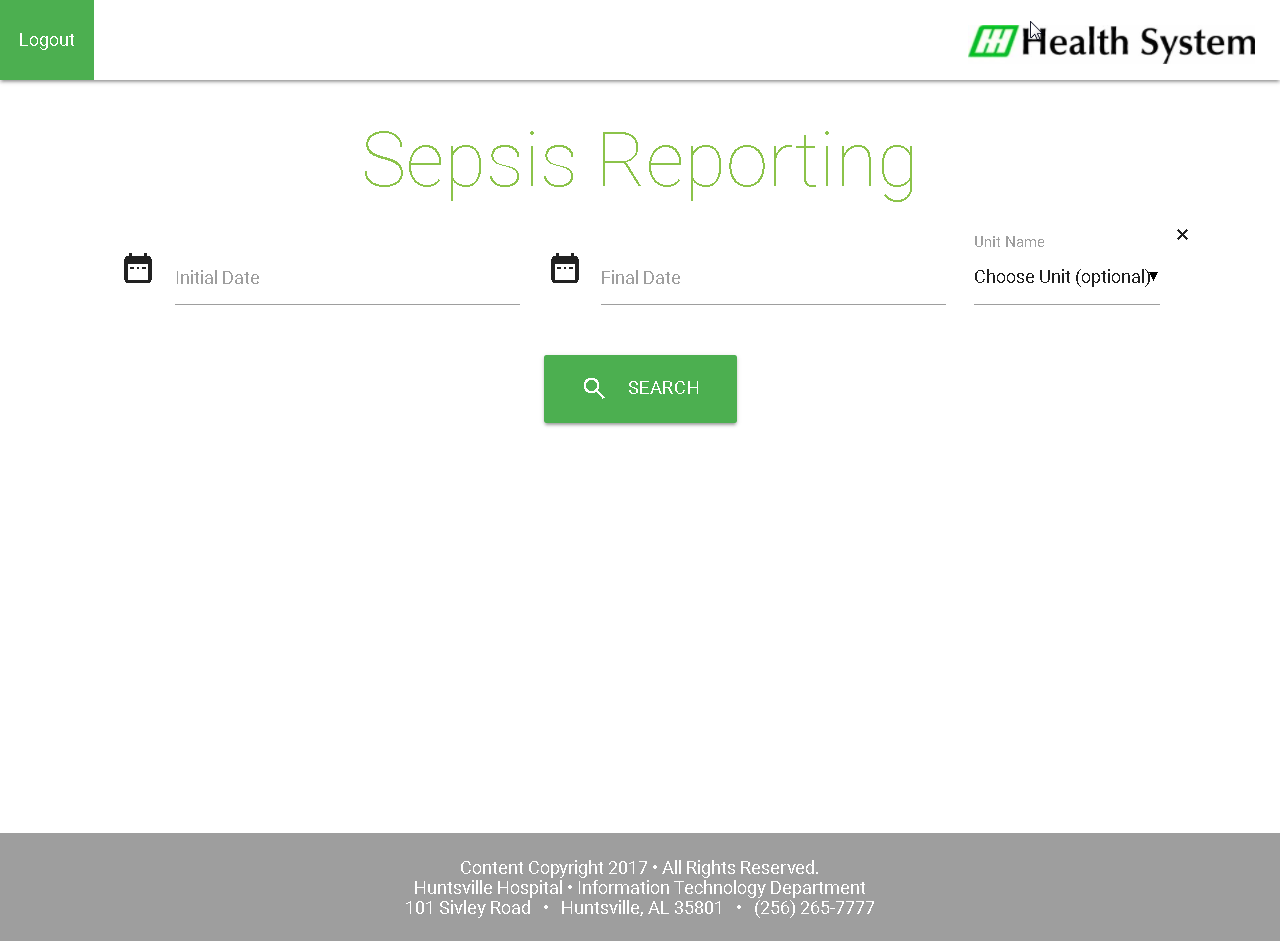 Logout
Health System
Sepsis Reporting
Initial Date
Final Date
Unit Name
Choose Unit (optional)
SEARCH
Content Copyright 2017 • All Rights Reserved.
Huntsville Hospital • Information Technology Department
101 Sivley Road • Huntsville, AL 35801 • (256) 265-7777